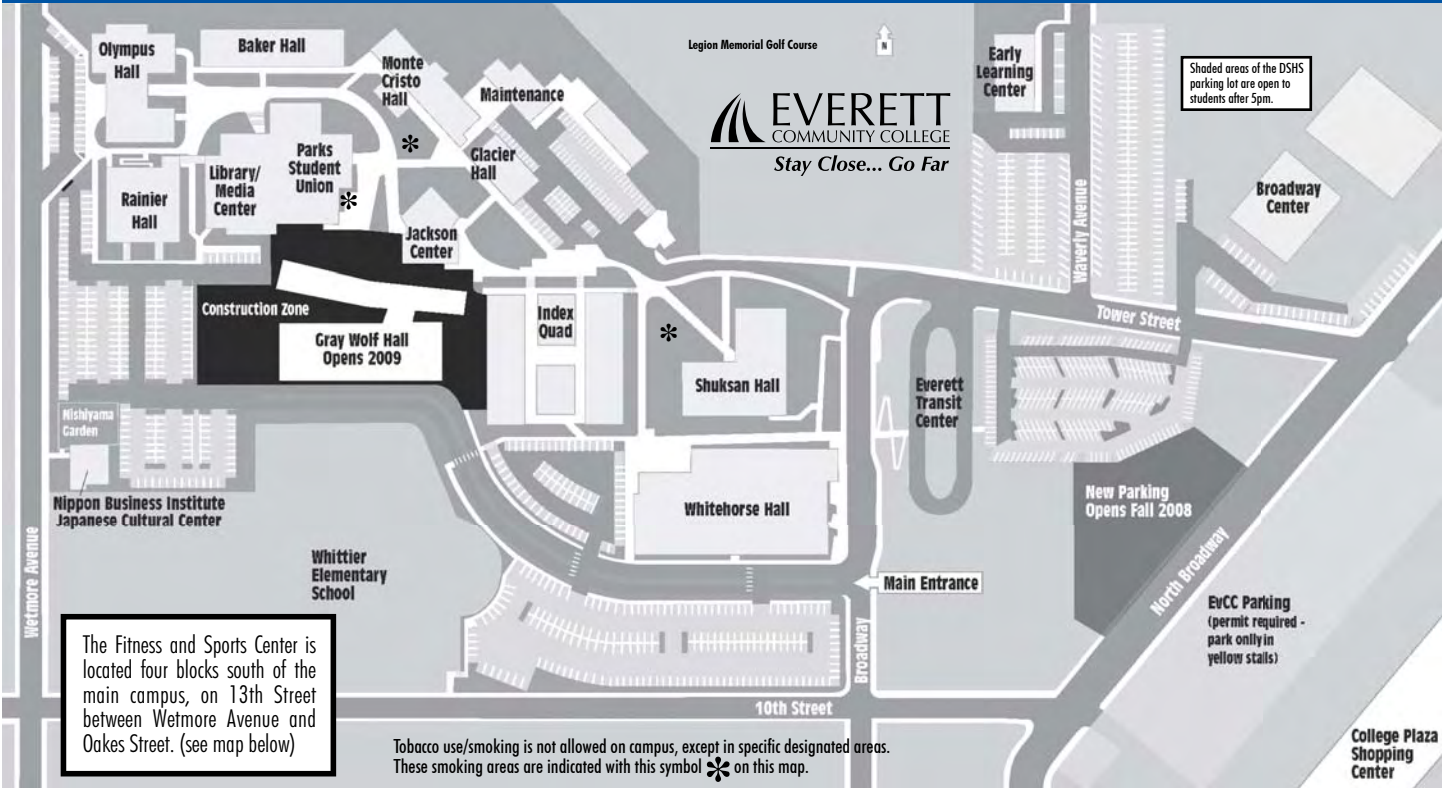 Olympus
Hall
Baker Hall
Monte
Cristo
Hall
Maintenance
Legion Memorial Golf Course
N
EVERETT
COMMUNITY COLLEGE
Stay Close... Go Far
Early
Learning
Center
Shaded areas of the DSHS
parking lot are open to
students after 5pm.
Broadway
Center
Glacier
Hall
Parks
Student
Union
Library/
Media
Center
Rainier
Hall
Jackson
Center
Waverly Avenue
Tower Street
Construction Zone
Gray Wolf Hall
Opens 2009
Index
Quad
Shuksan Hall
Everett
Transit
Center
Nishiyama
Garden
Nippon Business Institute
Japanese Cultural Center
Whitehorse Hall
New Parking
Opens Fall 2008
North Broadway
Whittier
Elementary
School
Main Entrance
EvCC Parking
(permit required -
park onlly in
yellow stalls)
Wetmore Avenue
The Fitness and Sports Center is
located four blocks south of the
main campus, on 13th Street
between Wetmore Avenue and
Oakes Street. (see map below)
Broadway
10th Street
Tobacco use/smoking is not allowed on campus, except in specific designated areas.
These smoking areas are indicated with this symbol * on this map.
College Plaza
Shopping
Center